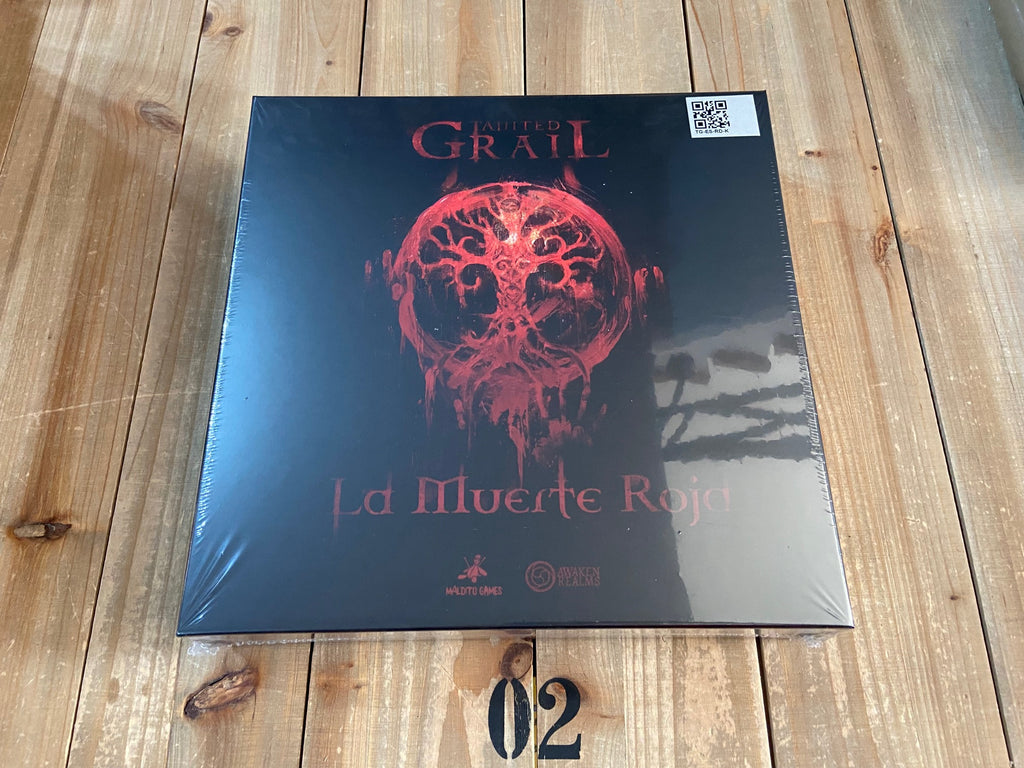 TAINTED
GRAIL
TG-ES-RD-K
La Muerte Roja
MALDITO GAMES
AWAKEN
REALMS
02